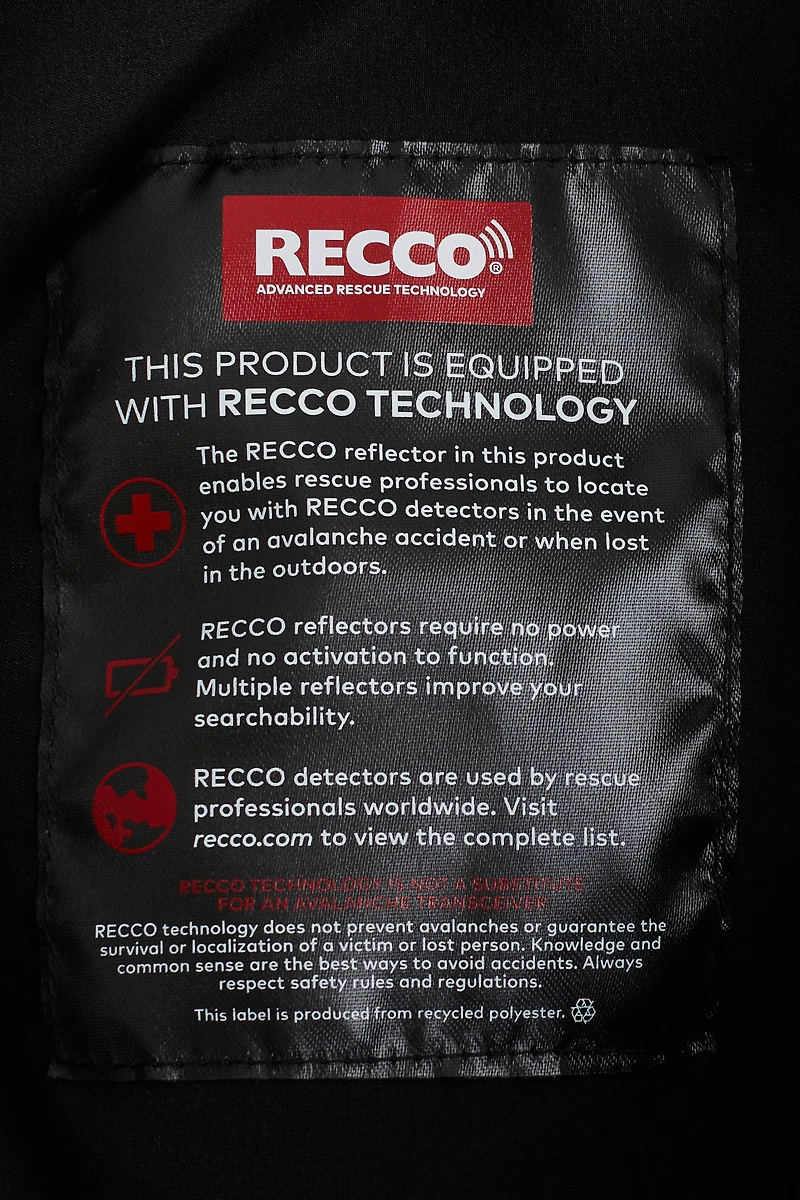 RECCO®
ADVANCED RESCUE TECHNOLOGY
THIS PRODUCT IS EQUIPPED
WITH RECCO TECHNOLOGY
The RECCO reflector in this product
enables rescue professionals to locate
you with RECCO detectors in the event
of an avalanche accident or when lost
in the outdoors.
RECCO reflectors require no power
and no activation to function.
Multiple reflectors improve your
searchability.
RECCO detectors are used by rescue
professionals worldwide. Visit
recco.com to view the complete list.
RECCO TECHNOLOGY IS NOT A SUBSTITUTE
FOR AN AVALANCHE TRANSCEIVER
RECCO technology does not prevent avalanches or guarantee the
survival or localization of a victim or lost person. Knowledge and
common sense are the best ways to avoid accidents. Always
respect safety rules and regulations.
This label is produced from recycled polyester.